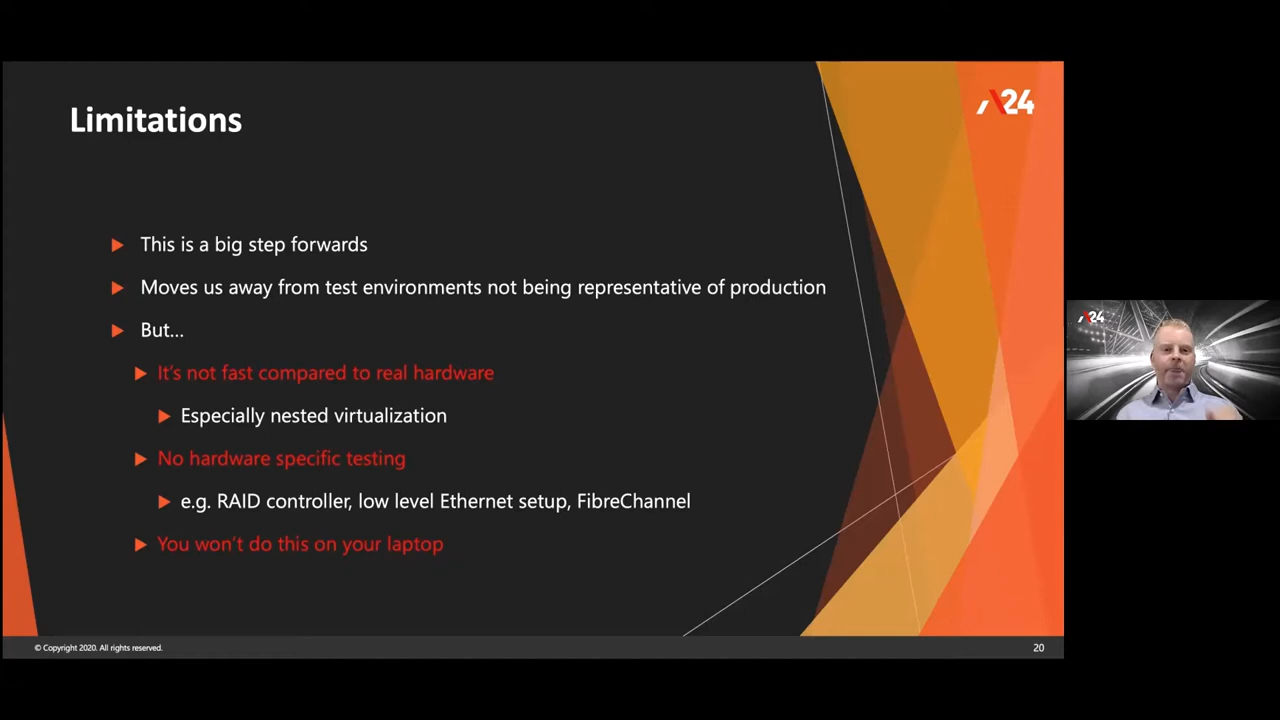 Limitations
24
This is a big step forwards
Moves us away from test environments not being representative of production
But...
It's not fast compared to real hardware
Especially nested virtualization
No hardware specific testing
e.g. RAID controller, low level Ethernet setup, FibreChannel
You won't do this on your laptop
© Copyright 2020. All rights reserved.
20
24